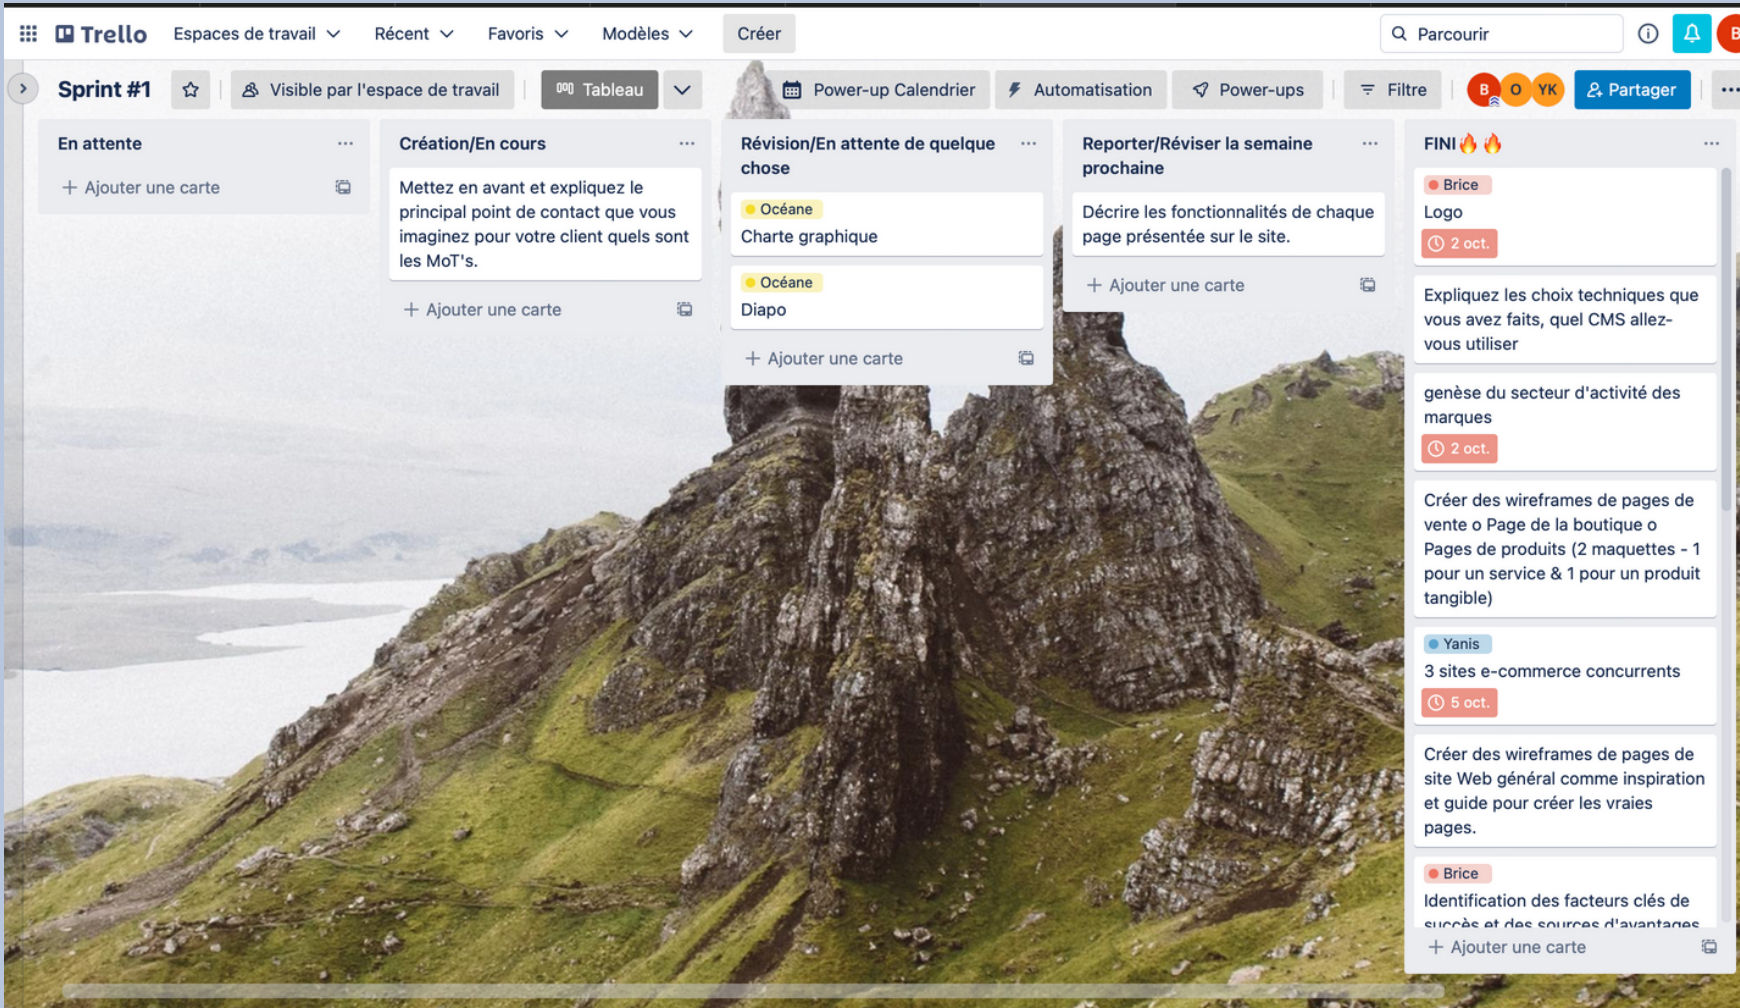 Trello
Espaces de travail
Récent
Favoris
Modèles
Créer
Parcourir
B
Sprint #1
Visible par l'espace de travail
Tableau
Power-up Calendrier
Automatisation
Power-ups
Filtre
B
O
YK
Partager
En attente
Ajouter une carte
Création/En cours
Mettez en avant et expliquez le
principal point de contact que vous
imaginez pour votre client quels sont
les MoT's.
Ajouter une carte
Révision/En attente de quelque
chose
Océane
Charte graphique
Océane
Diapo
Ajouter une carte
Reporter/Réviser la semaine
prochaine
Décrire les fonctionnalités de chaque
page présentée sur le site.
Ajouter une carte
FINI🔥🔥
Brice
Logo
2 oct.
Expliquez les choix techniques que
vous avez faits, quel CMS allez-
vous utiliser
genèse du secteur d'activité des
marques
2 oct.
Créer des wireframes de pages de
vente o Page de la boutique o
Pages de produits (2 maquettes - 1
pour un service & 1 pour un produit
tangible)
Yanis
3 sites e-commerce concurrents
5 oct.
Créer des wireframes de pages de
site Web général comme inspiration
et guide pour créer les vraies
pages.
Brice
Identification des facteurs clés de
succès et des sources d'avantages
Ajouter une carte